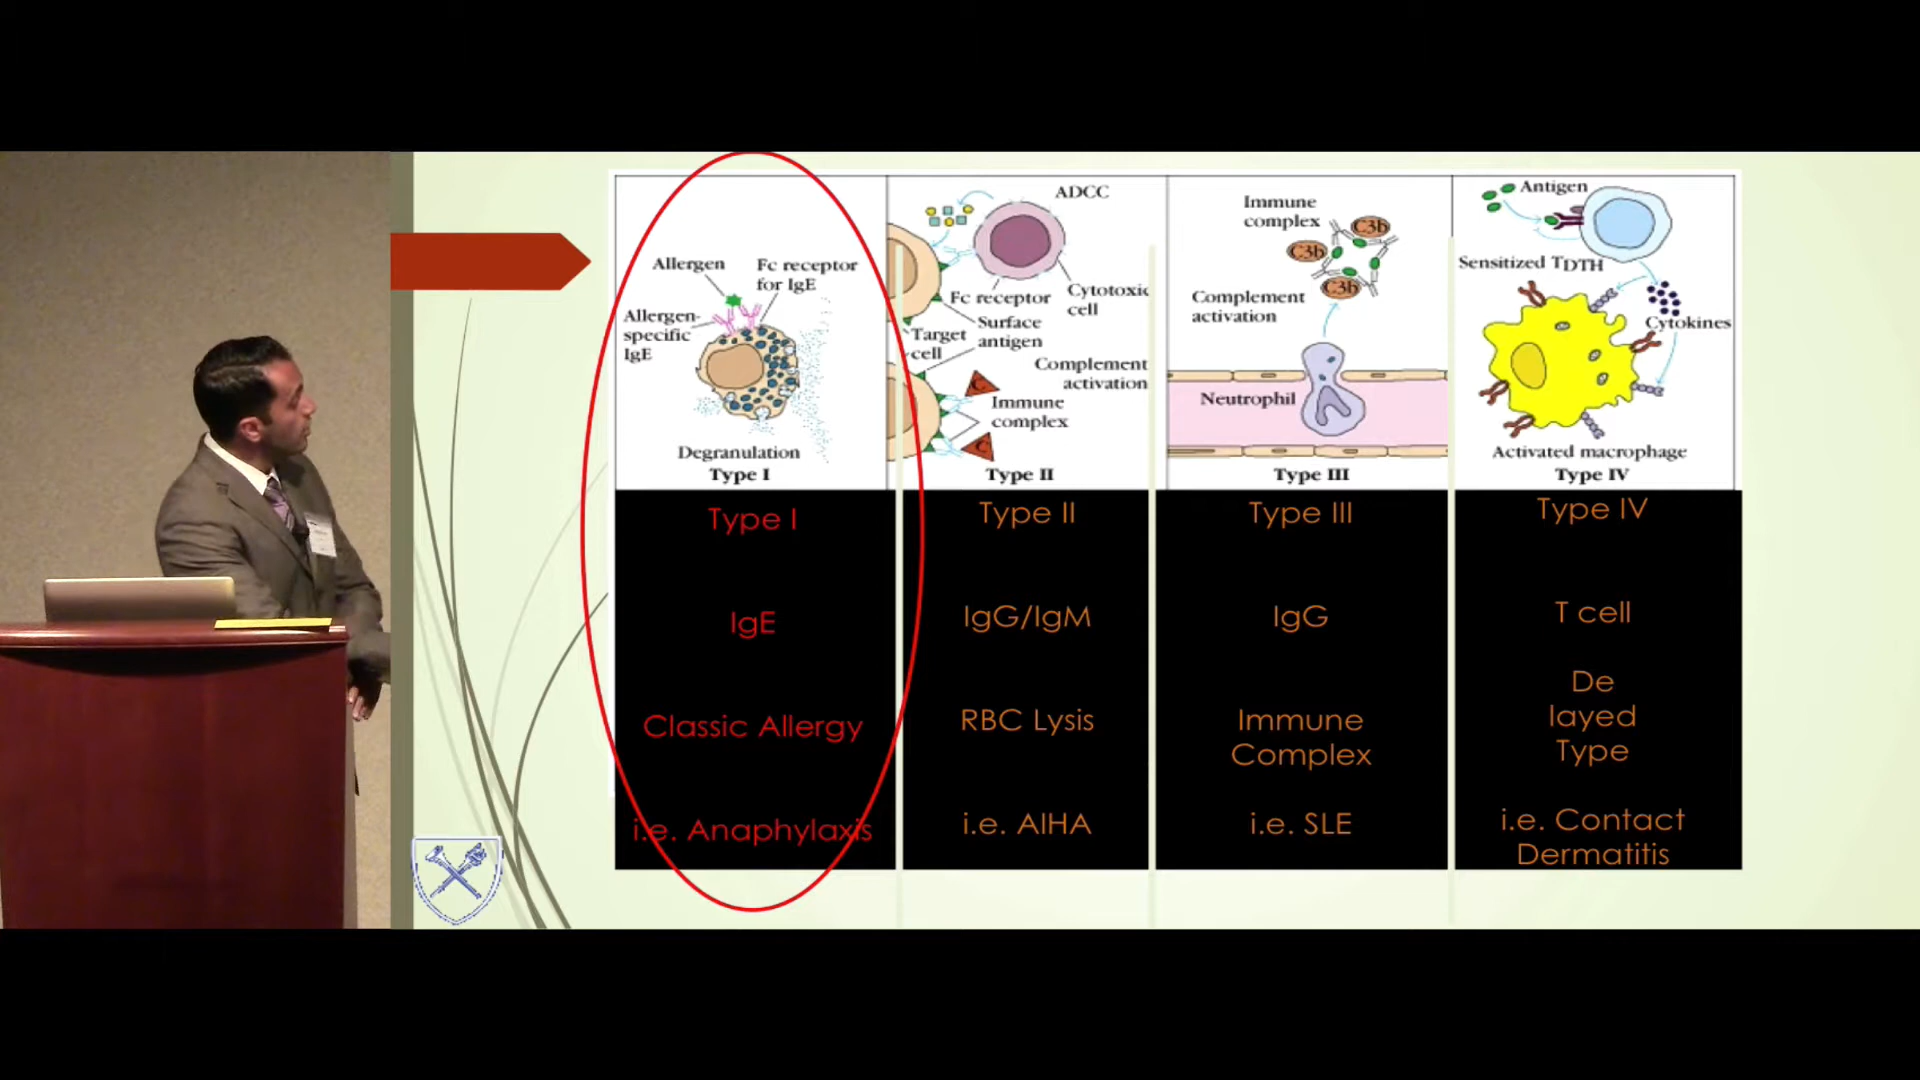 Allergen
Fc receptor
for IgE
Allergen-
specific
IgE
Degranulation
Type I
ADCC
Fc receptor
Cytotoxic
cell
Surface
antigen
Target
cell
Complement
activation
C
Immune
complex
C
Type II
Immune
complex
C3b
C3b
C3b
Complement
activation
Neutrophil
Type III
Antigen
Sensitized TDTH
Cytokines
Activated macrophage
Type IV
Type I
IgE
Classic Allergy
i.e. Anaphylaxis
Type II
IgG/IgM
RBC Lysis
i.e. AIHA
Type III
IgG
Immune
Complex
i.e. SLE
Type IV
T cell
De
layed
Type
i.e. Contact
Dermatitis